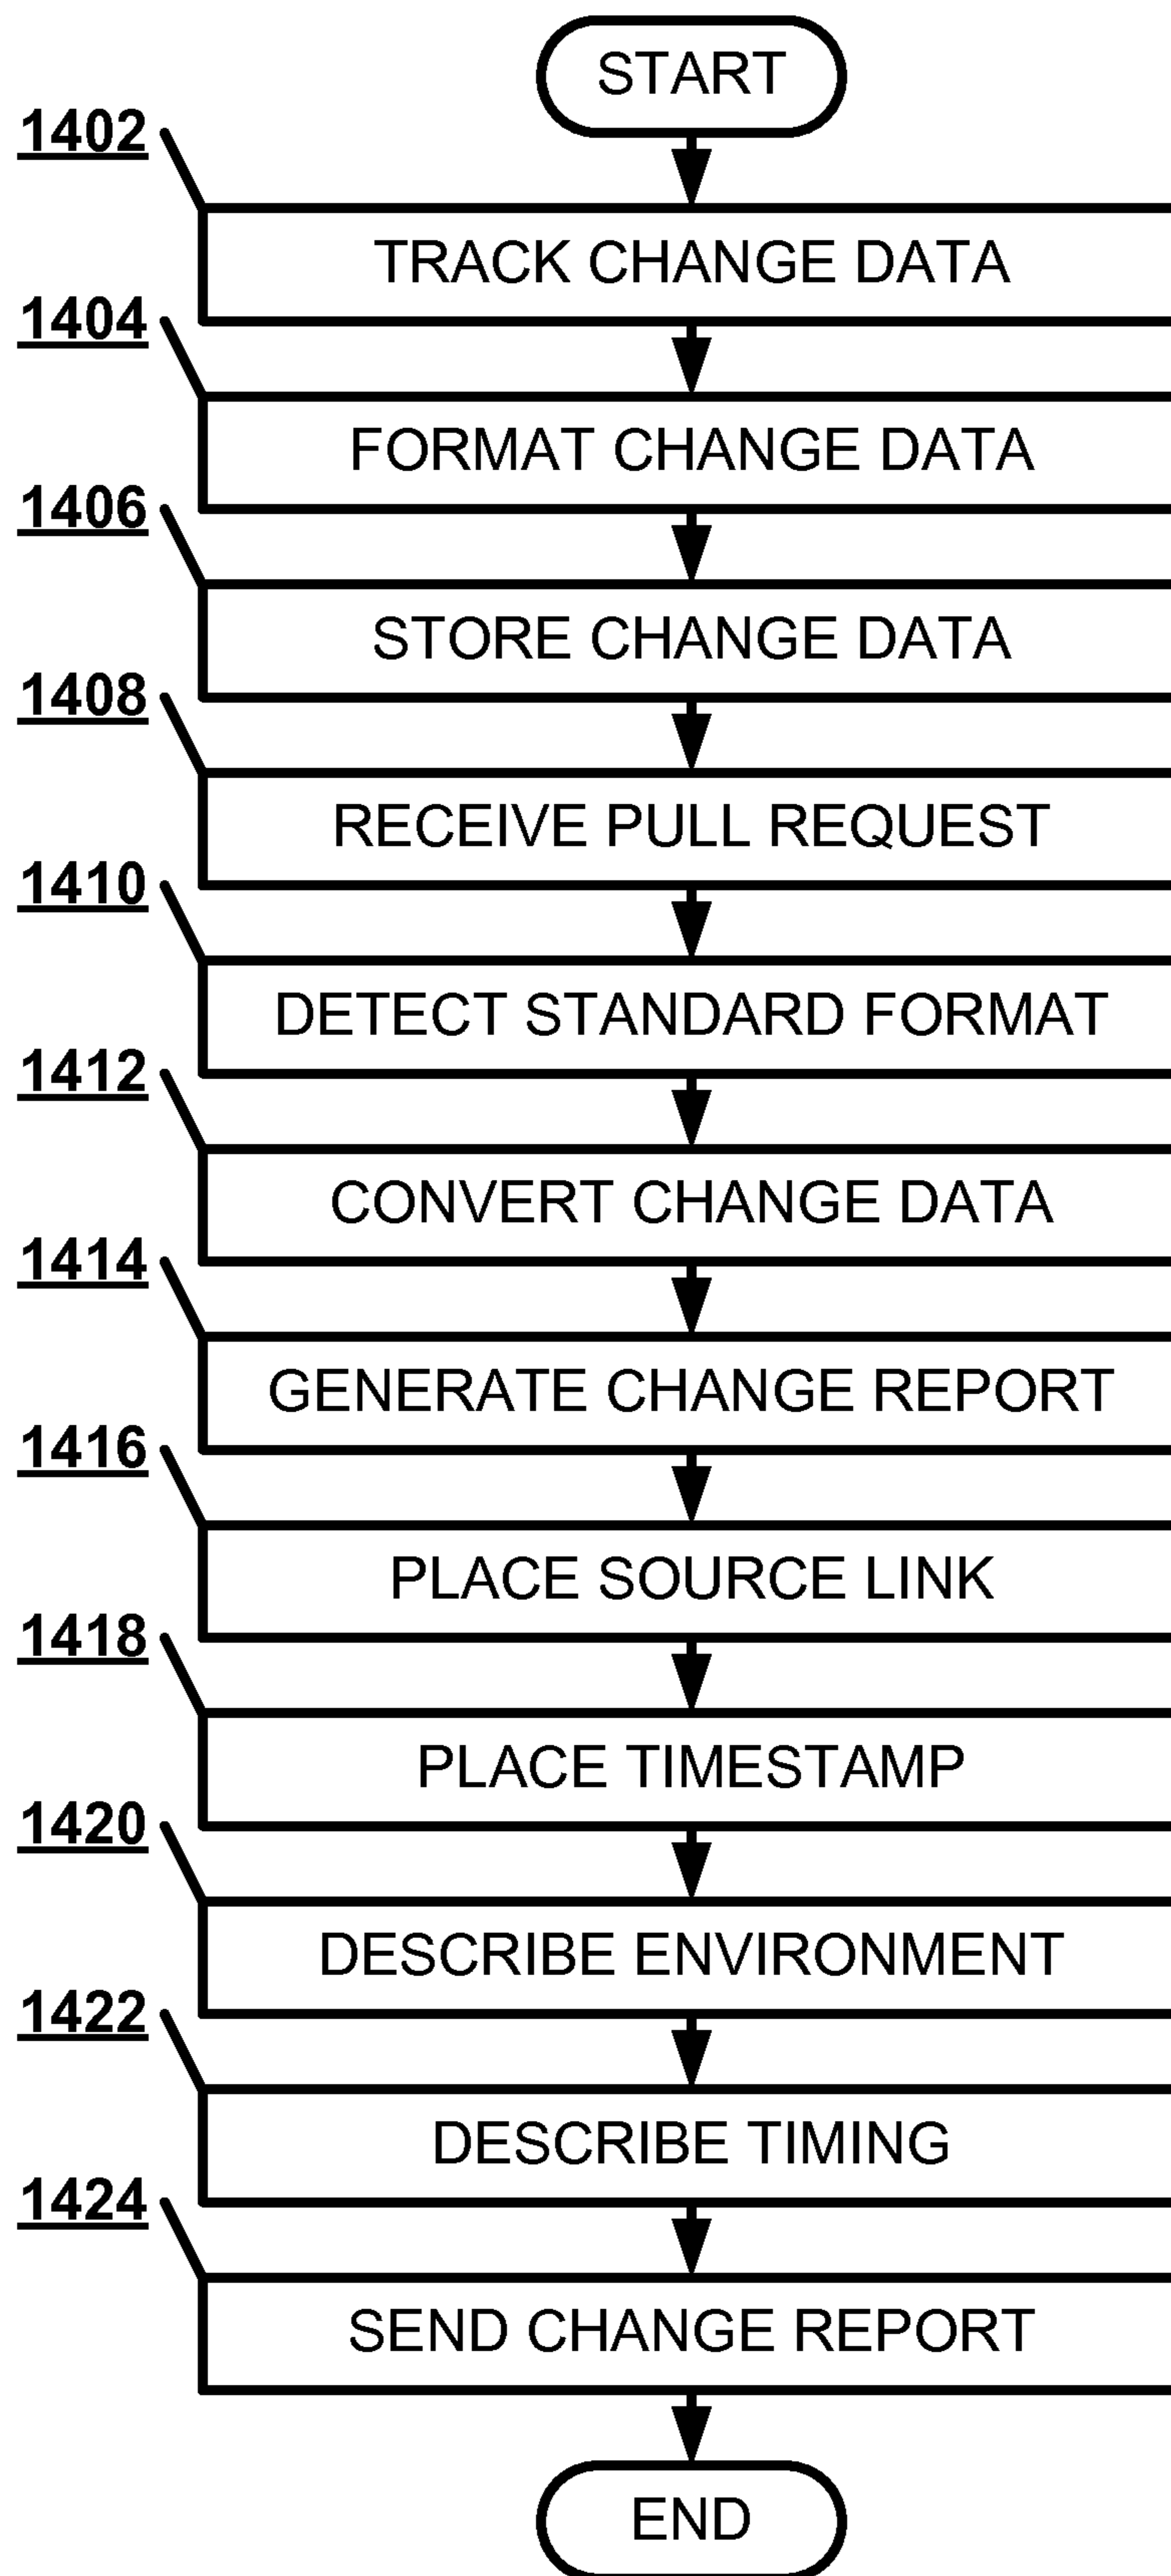 START
1402
TRACK CHANGE DATA
1404
FORMAT CHANGE DATA
1406
STORE CHANGE DATA
1408
RECEIVE PULL REQUEST
1410
DETECT STANDARD FORMAT
1412
CONVERT CHANGE DATA
1414
GENERATE CHANGE REPORT
1416
PLACE SOURCE LINK
1418
PLACE TIMESTAMP
1420
DESCRIBE ENVIRONMENT
1422
DESCRIBE TIMING
1424
SEND CHANGE REPORT
END